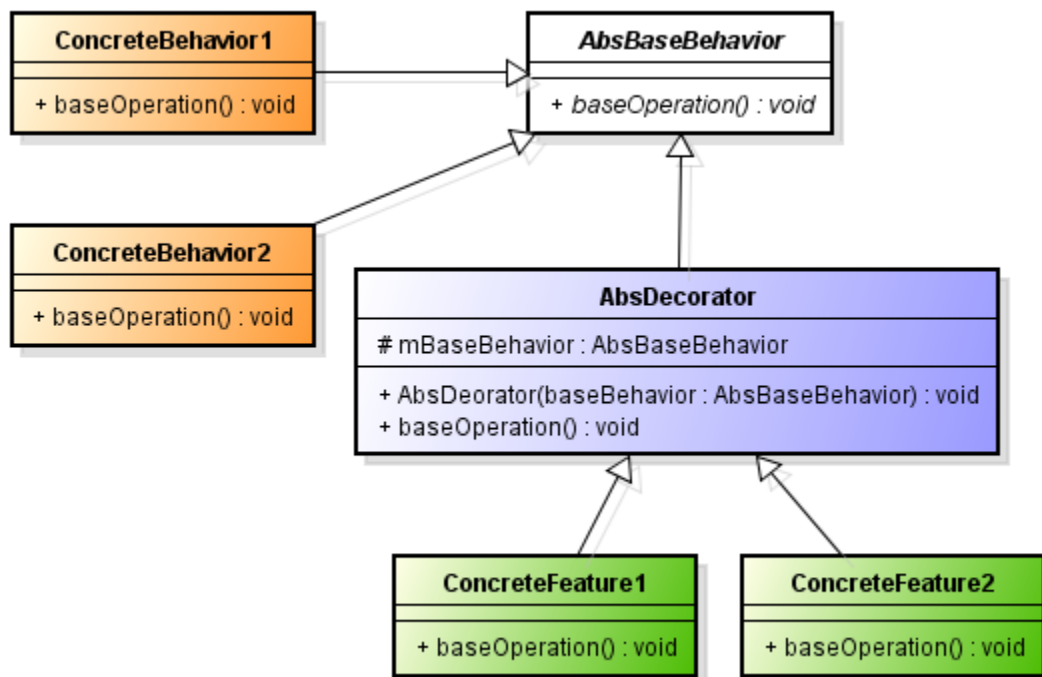 ConcreteBehavior1
+ baseOperation() : void
AbsBaseBehavior
+ baseOperation() : void
ConcreteBehavior2
+ baseOperation() : void
AbsDecorator
# mBaseBehavior : AbsBaseBehavior
+ AbsDeorator(baseBehavior : AbsBaseBehavior) : void
+ baseOperation() : void
ConcreteFeature1
+ baseOperation() : void
ConcreteFeature2
+ baseOperation() : void